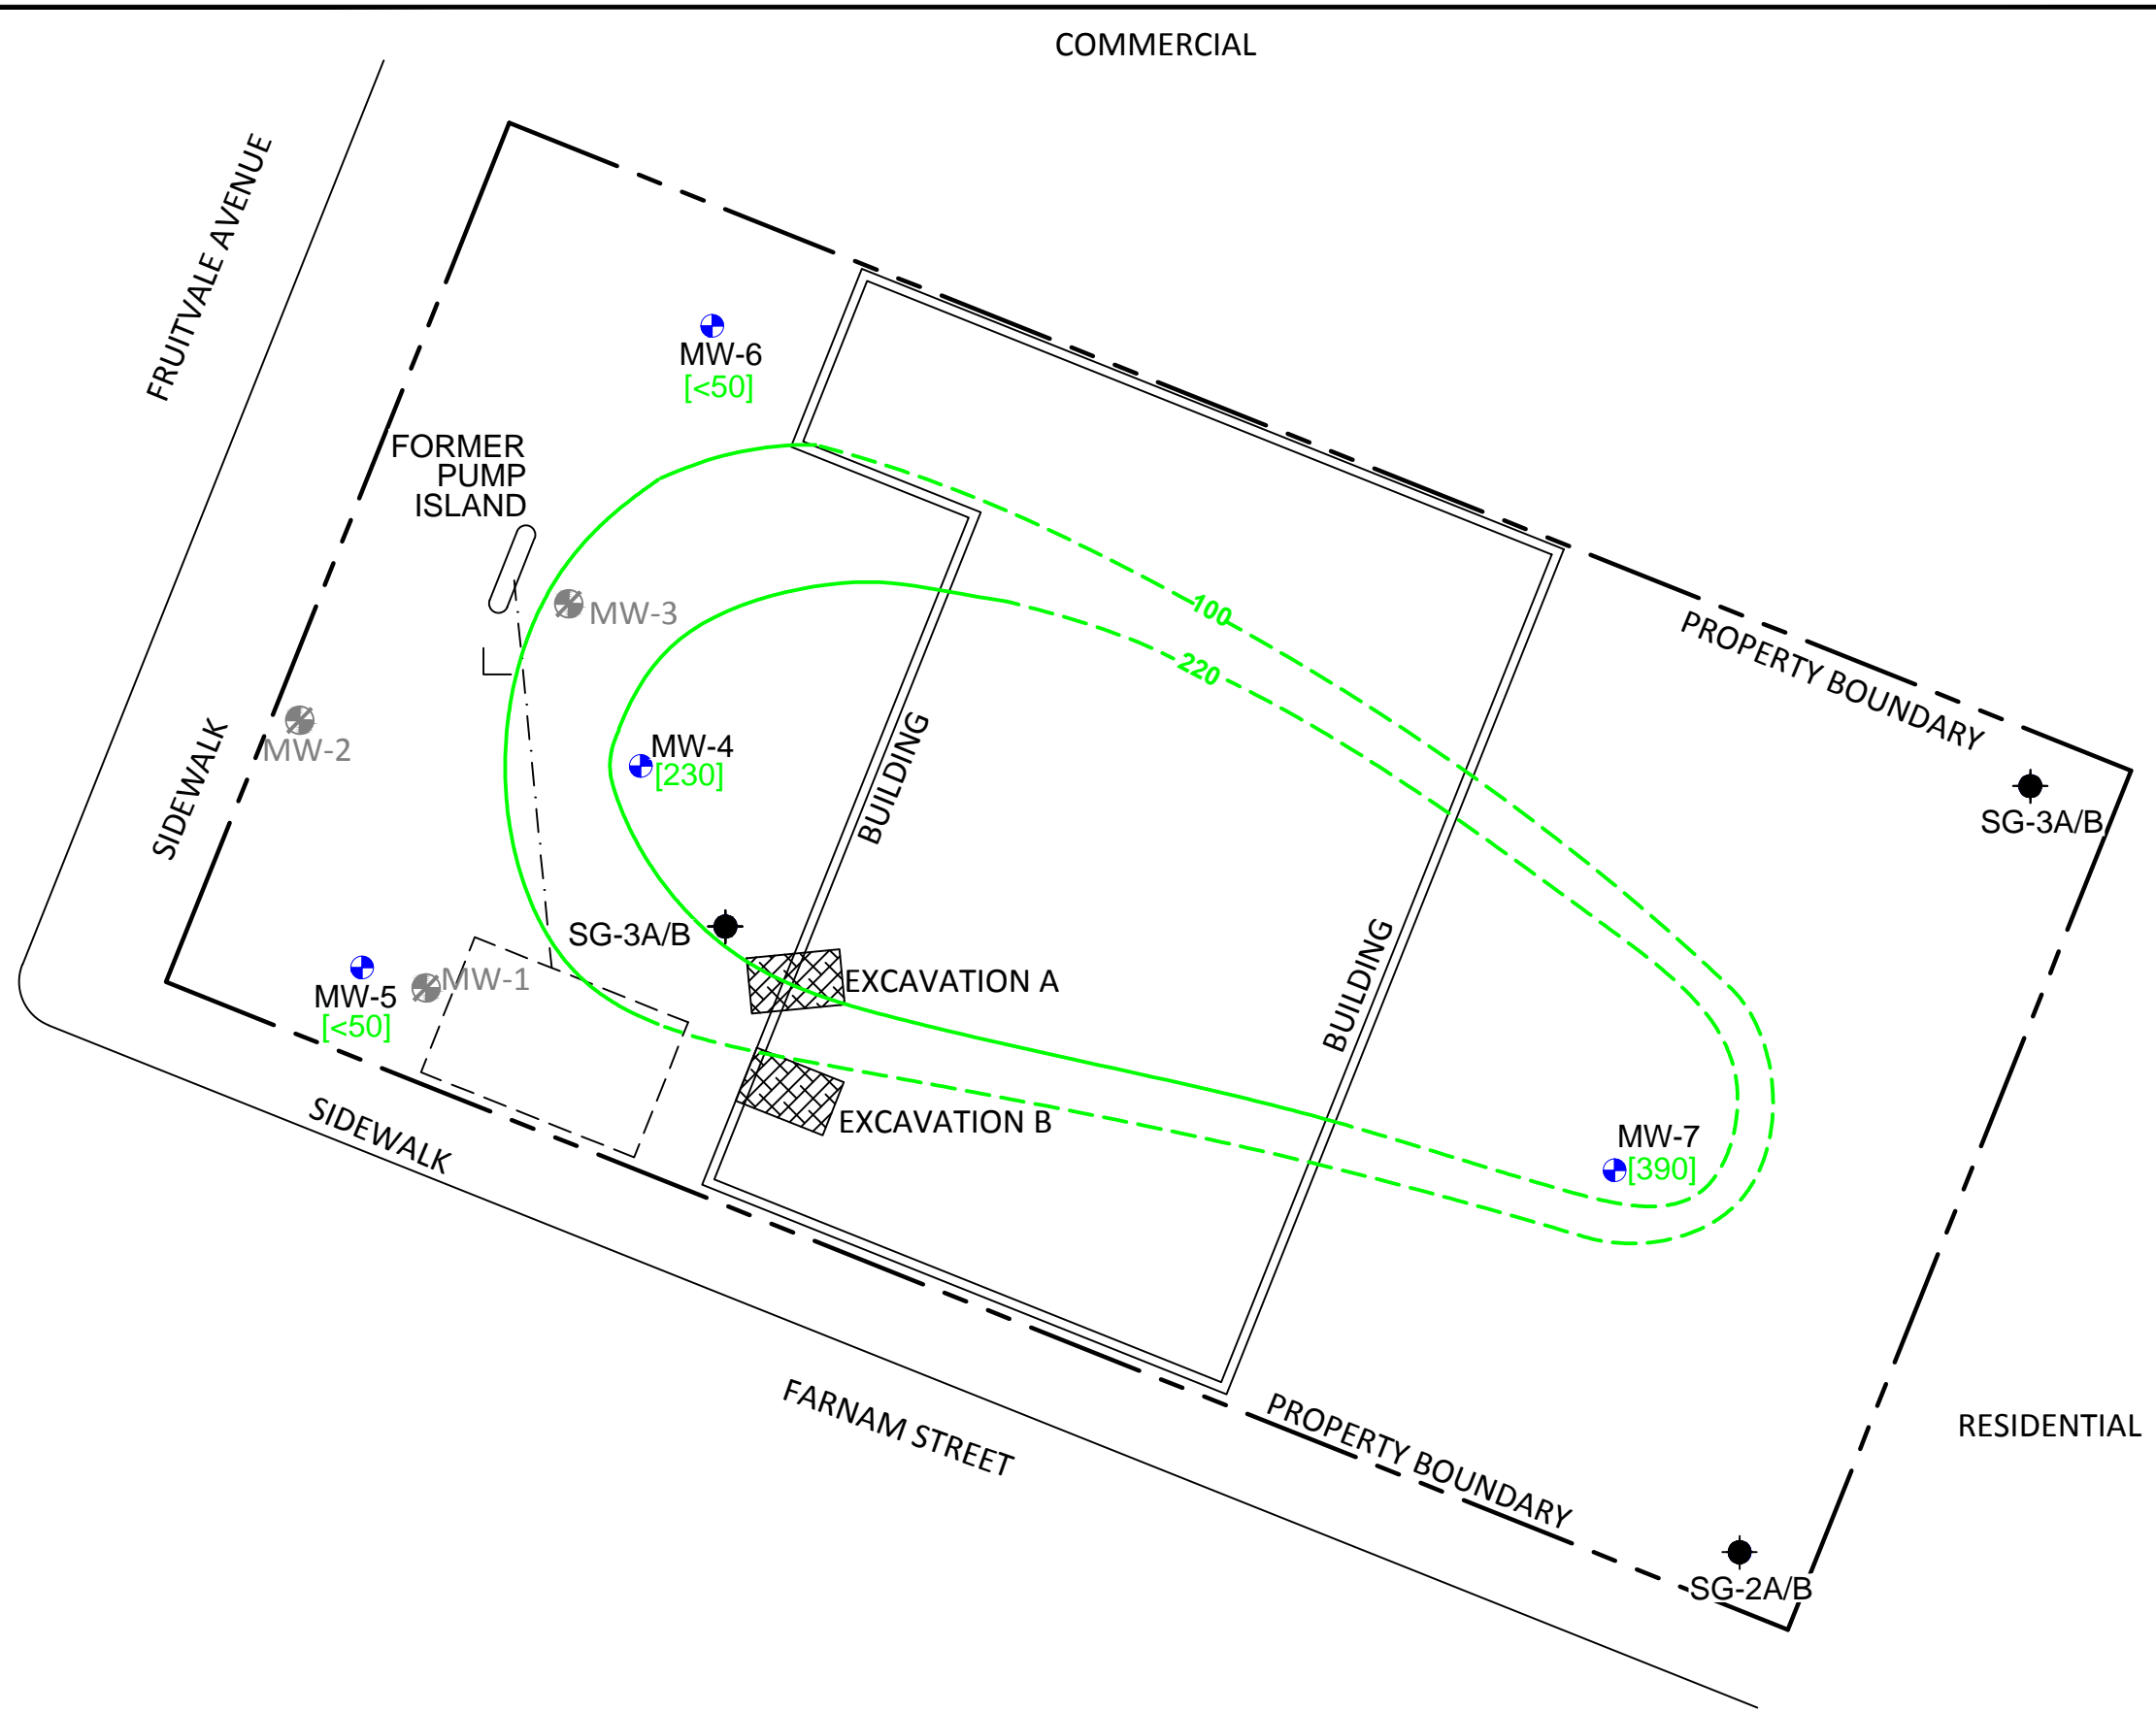 COMMERCIAL
FRUITVALE AVENUE
MW-6
[<50]
FORMER
PUMP
ISLAND
MW-3
100
220
PROPERTY BOUNDARY
MW-2
SIDEWALK
MW-4
[230]
BUILDING
SG-3A/B
SG-3A/B
EXCAVATION A
MW-1
MW-5
[<50]
BUILDING
EXCAVATION B
SIDEWALK
MW-7
[390]
FARNAM STREET
PROPERTY BOUNDARY
RESIDENTIAL
SG-2A/B